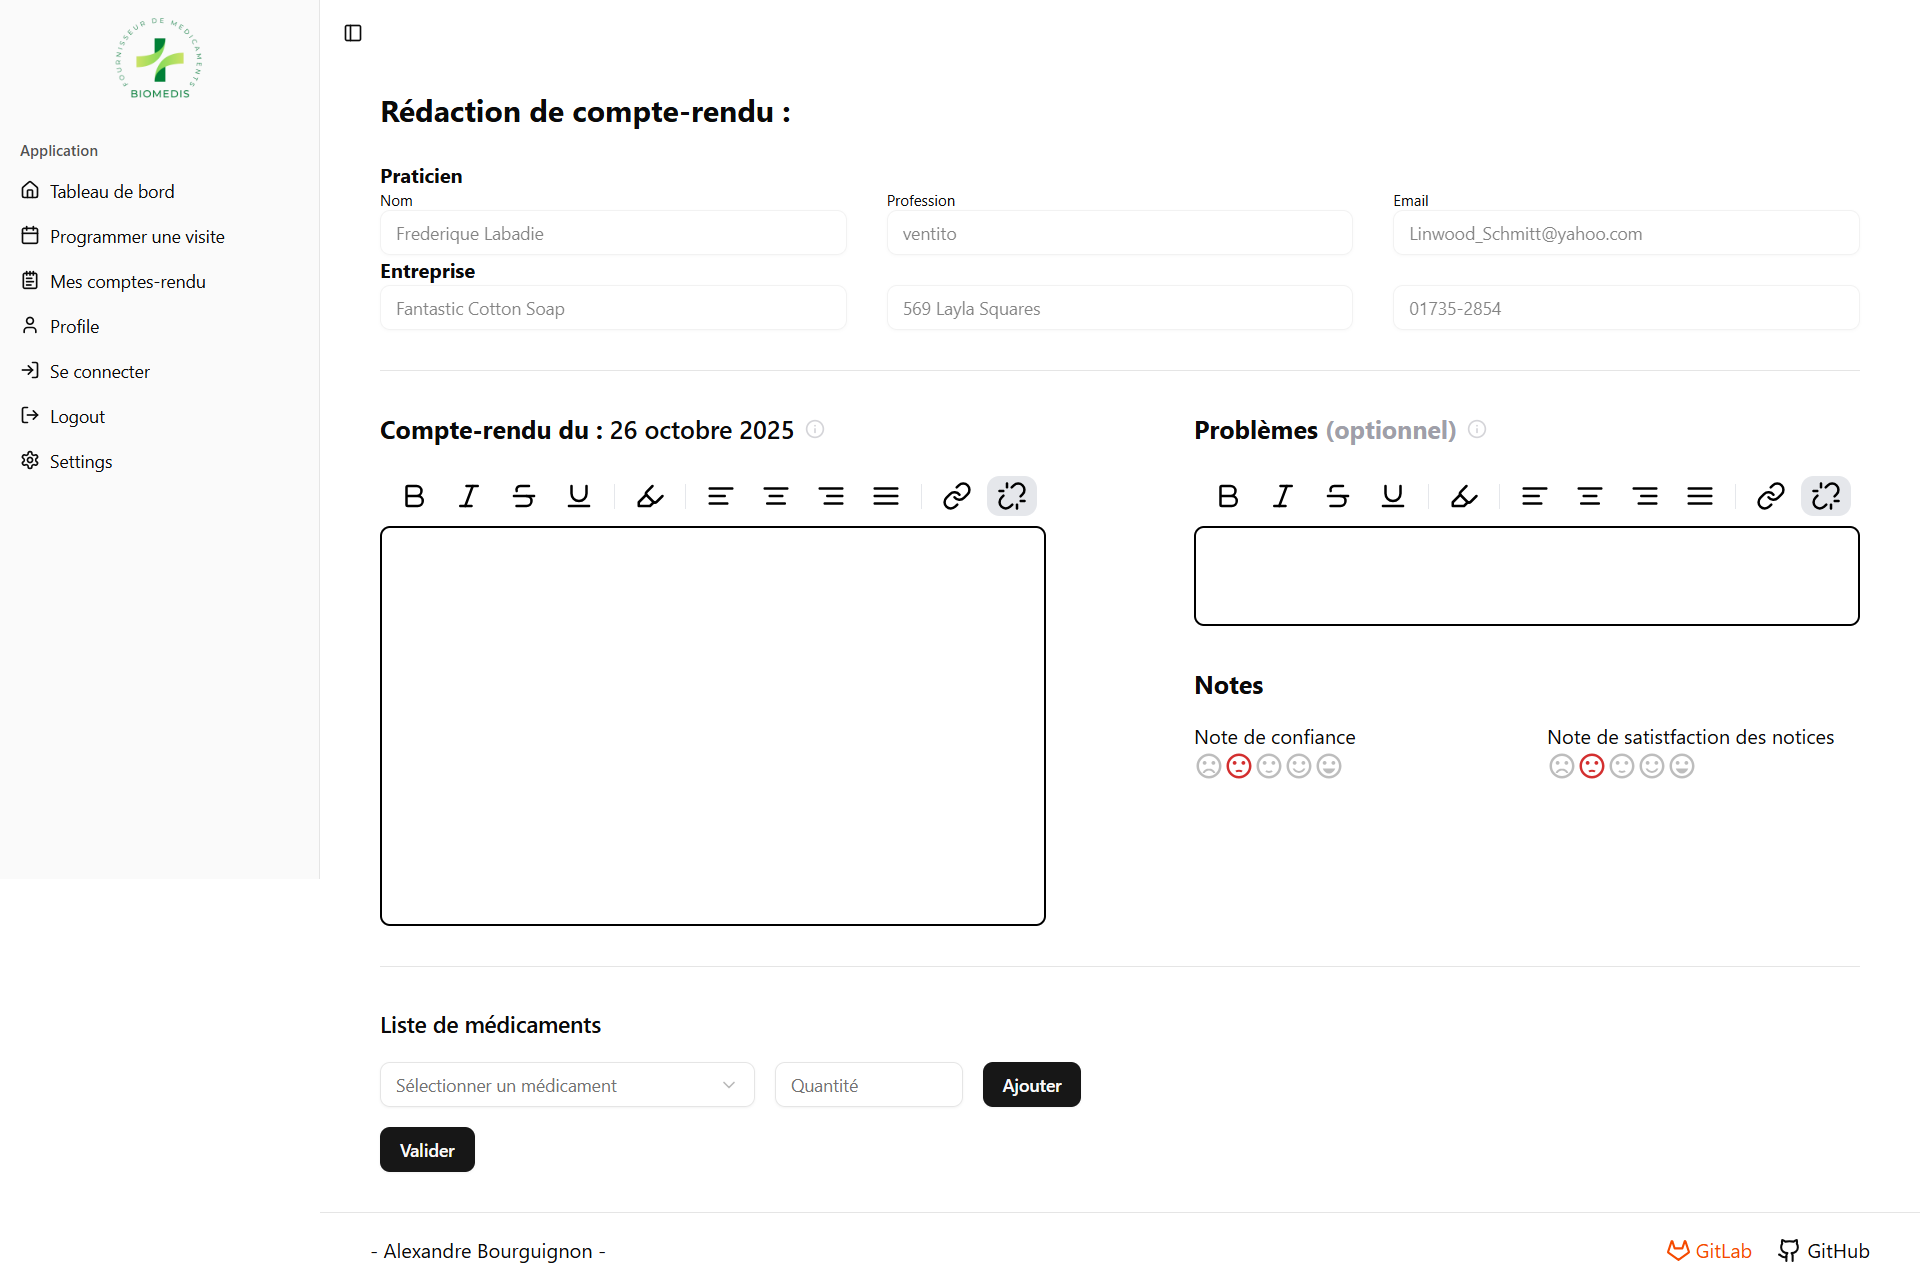 FOURNISSEUR DE MEDICAMENTS
BIOMEDIS
Application
Tableau de bord
Programmer une visite
Mes comptes-rendu
Profile
Se connecter
Logout
Settings
Rédaction de compte-rendu :
Praticien
Nom Profession Email
Frederique Labadie ventito Linwood_Schmitt@yahoo.com
Entreprise
Fantastic Cotton Soap 569 Layla Squares 01735-2854
Compte-rendu du : 26 octobre 2025
Problèmes (optionnel)
Notes
Note de confiance Note de satistfaction des notices
Liste de médicaments
Sélectionner un médicament Quantité Ajouter
Valider
- Alexandre Bourguignon - GitLab GitHub